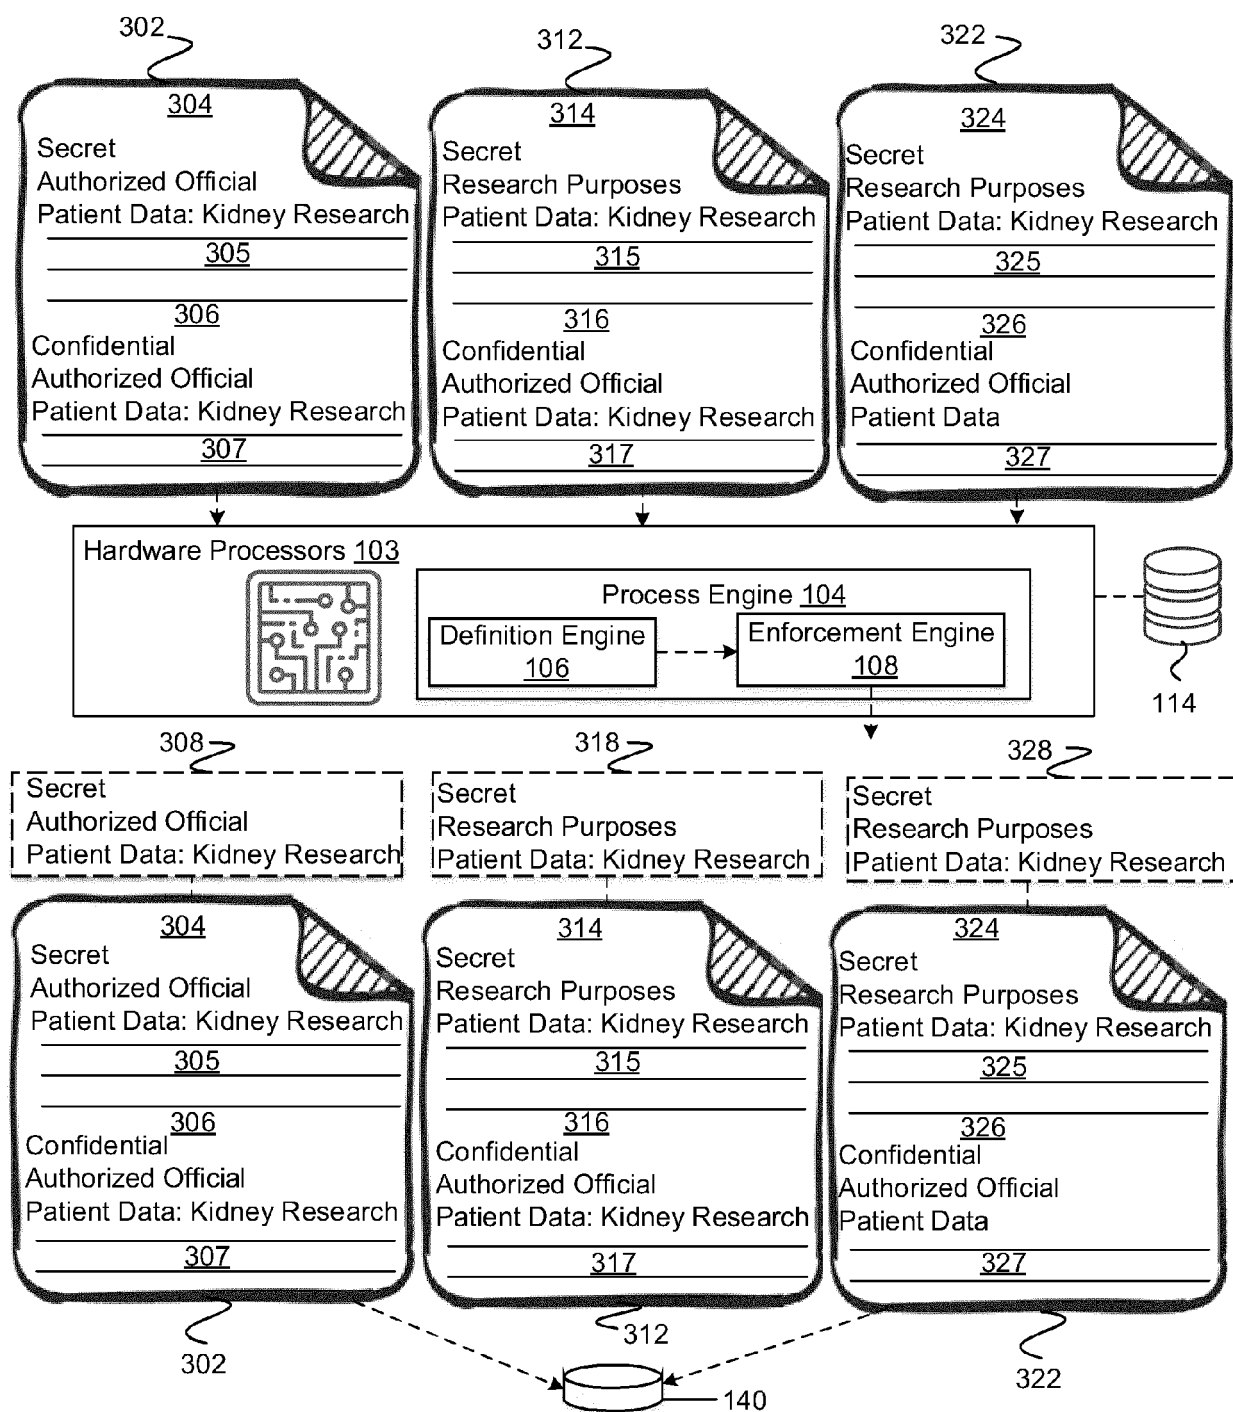 302
312
322
304
Secret
Authorized Official
Patient Data: Kidney Research
305
306
Confidential
Authorized Official
Patient Data: Kidney Research
307
314
Secret
Research Purposes
Patient Data: Kidney Research
315
316
Confidential
Authorized Official
Patient Data: Kidney Research
317
324
Secret
Research Purposes
Patient Data: Kidney Research
325
326
Confidential
Authorized Official
Patient Data
327
Hardware Processors 103
Process Engine 104
Definition Engine
106
Enforcement Engine
108
114
308
Secret
Authorized Official
Patient Data: Kidney Research
318
Secret
Research Purposes
Patient Data: Kidney Research
328
Secret
Research Purposes
Patient Data: Kidney Research
304
Secret
Authorized Official
Patient Data: Kidney Research
305
306
Confidential
Authorized Official
Patient Data: Kidney Research
307
302
314
Secret
Research Purposes
Patient Data: Kidney Research
315
316
Confidential
Authorized Official
Patient Data: Kidney Research
317
312
324
Secret
Research Purposes
Patient Data: Kidney Research
325
326
Confidential
Authorized Official
Patient Data
327
322
140